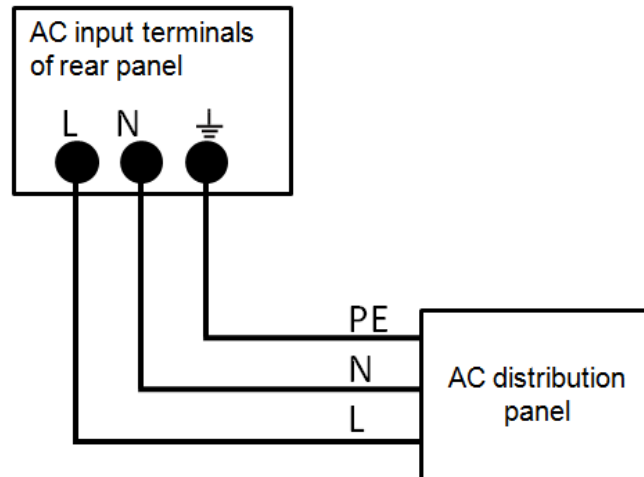 AC input terminals
of rear panel
L N
PE
N
AC distribution
panel
L